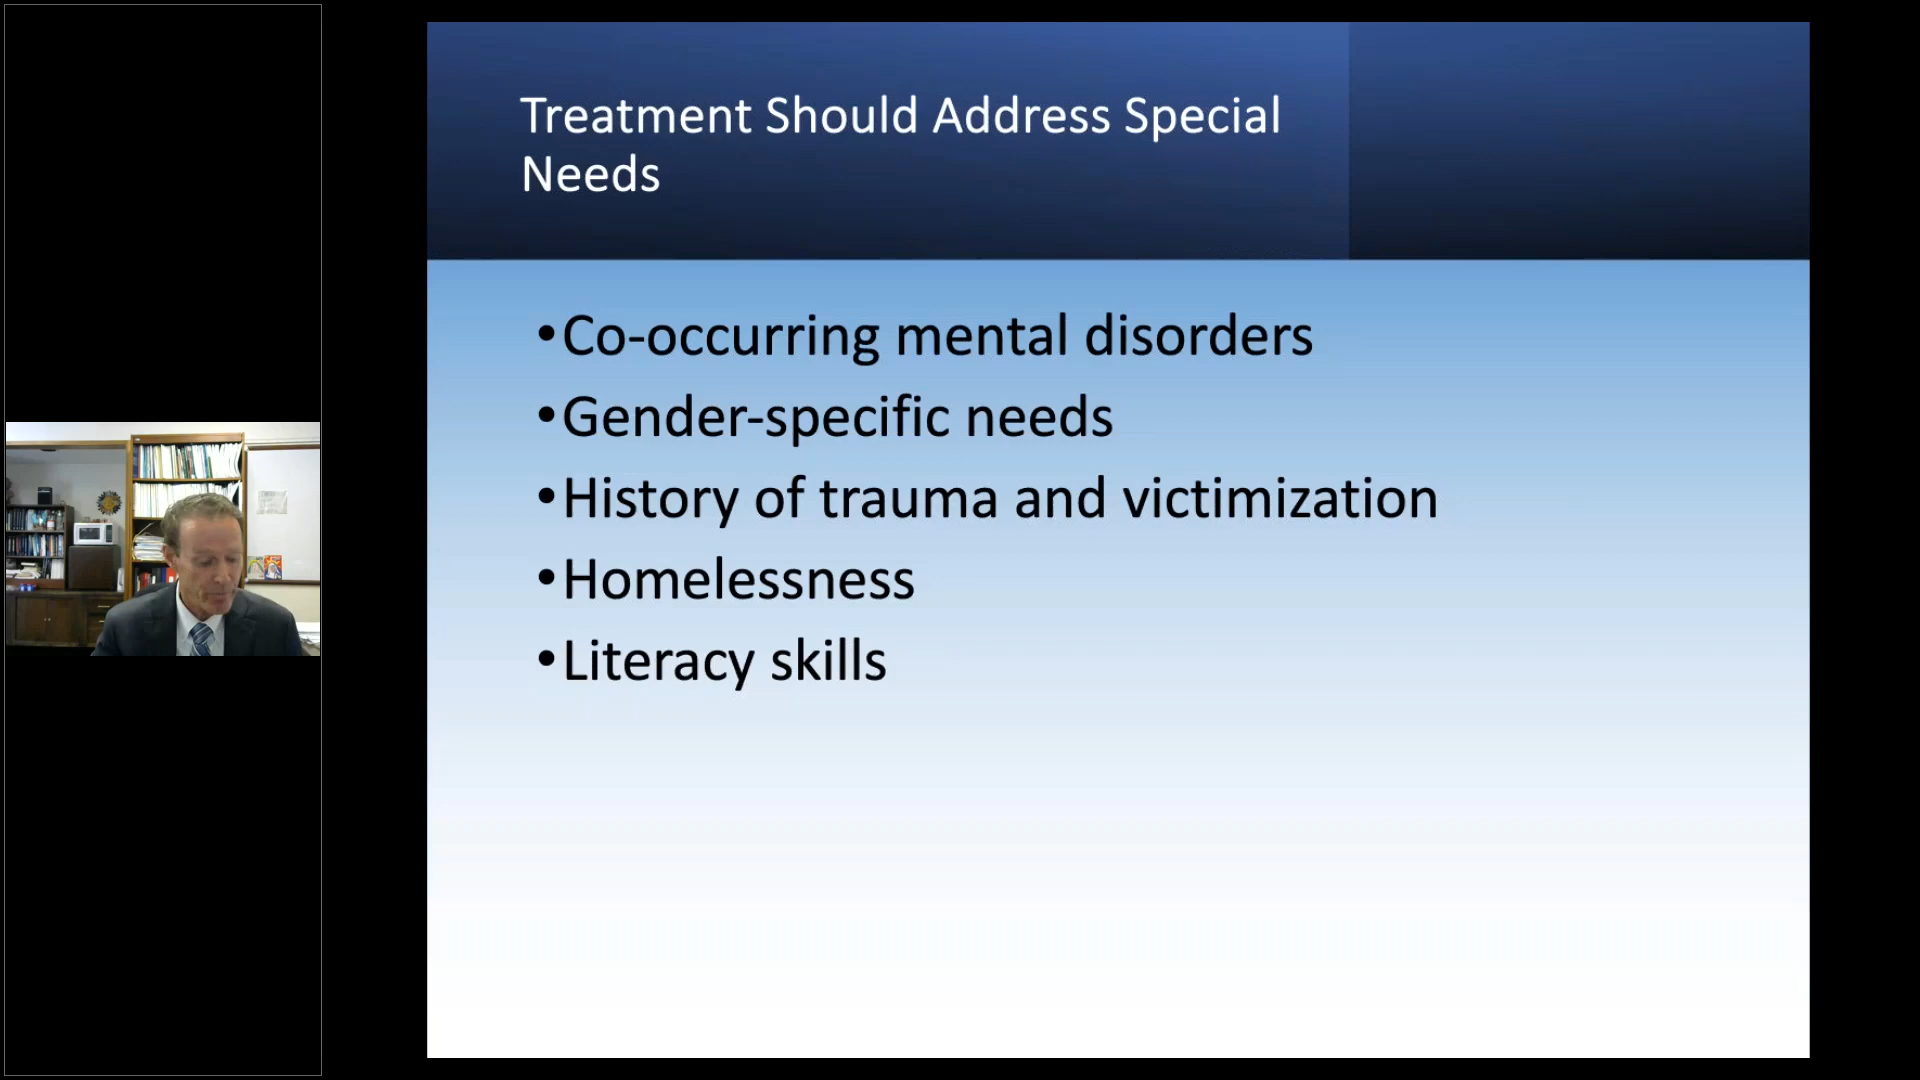 Treatment Should Address Special
Needs
•Co-occurring mental disorders
•Gender-specific needs
•History of trauma and victimization
•Homelessness
•Literacy skills